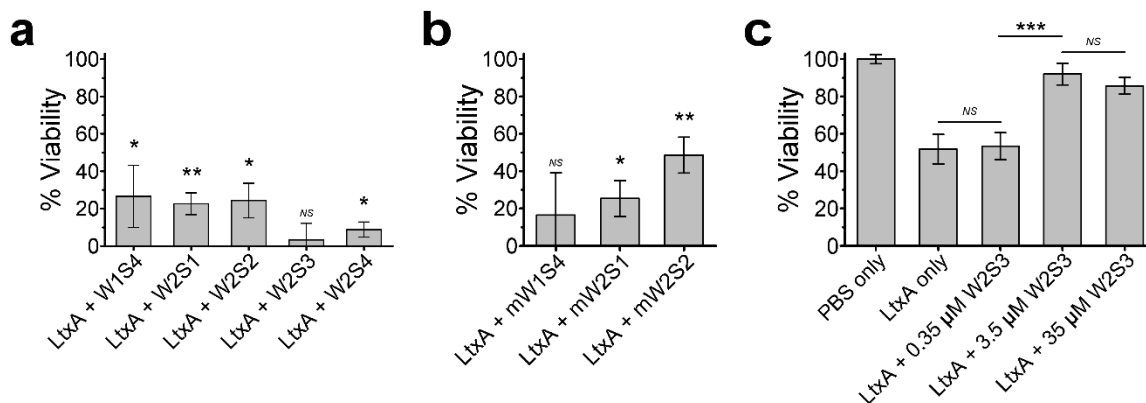 a
% Viability
100
80
60
40
20
0
*
**
*
NS
*
LtxA + W1S4
LtxA + W2S1
LtxA + W2S2
LtxA + W2S3
LtxA + W2S4
b
% Viability
100
80
60
40
20
0
NS
*
**
LtxA + mW1S4
LtxA + mW2S1
LtxA + mW2S2
c
% Viability
100
80
60
40
20
0
NS
***
NS
PBS only
LtxA only
LtxA + 0.35 µM W2S3
LtxA + 3.5 µM W2S3
LtxA + 35 µM W2S3